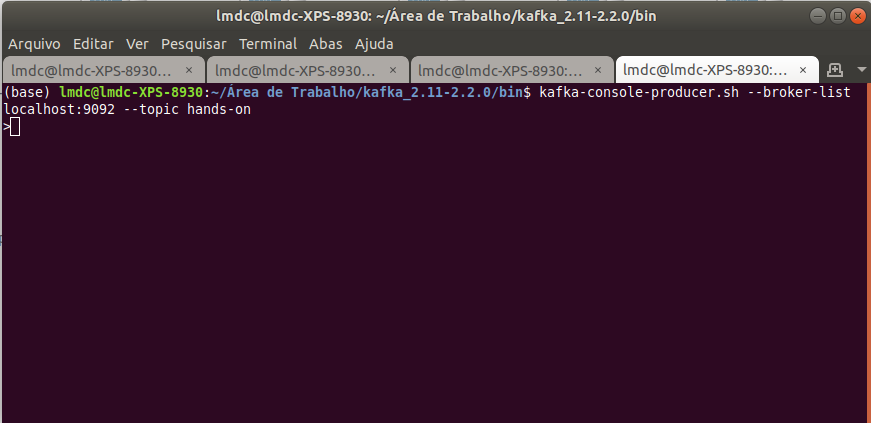 lmdc@lmdc-XPS-8930: ~/Área de Trabalho/kafka_2.11-2.2.0/bin
Arquivo Editar Ver Pesquisar Terminal Abas Ajuda
lmdc@lmdc-XPS-8930... × lmdc@lmdc-XPS-8930... × lmdc@lmdc-XPS-8930:... × lmdc@lmdc-XPS-8930:... ×
(base) lmdc@lmdc-XPS-8930:~/Área de Trabalho/kafka_2.11-2.2.0/bin$ kafka-console-producer.sh --broker-list
localhost:9092 --topic hands-on
>